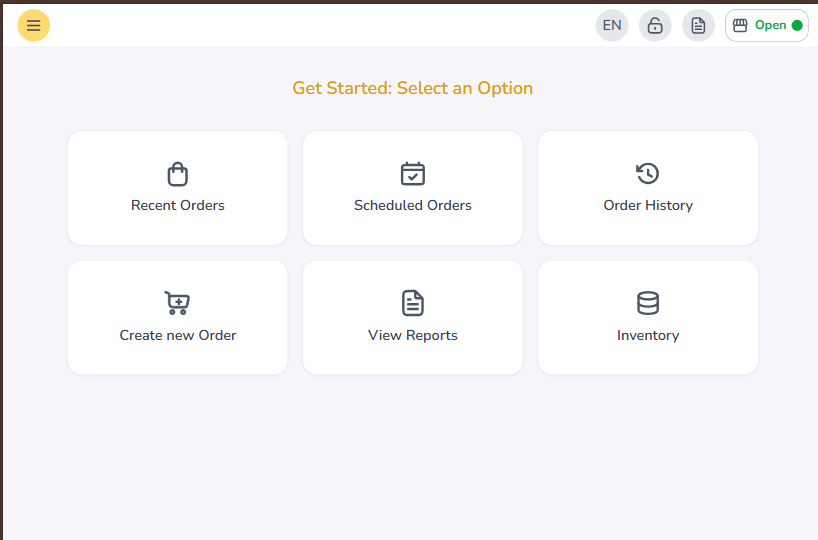 EN
Open
Get Started: Select an Option
Recent Orders
Scheduled Orders
Order History
Create new Order
View Reports
Inventory